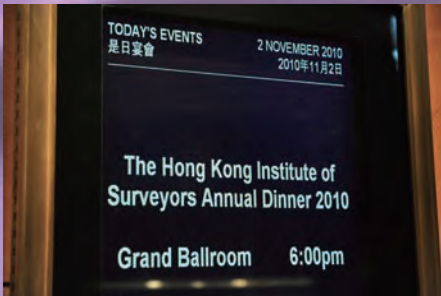 TODAY'S EVENTS
是日宴會
2 NOVEMBER 2010
2010年11月2日
The Hong Kong Institute of
Surveyors Annual Dinner 2010
Grand Ballroom 6:00pm